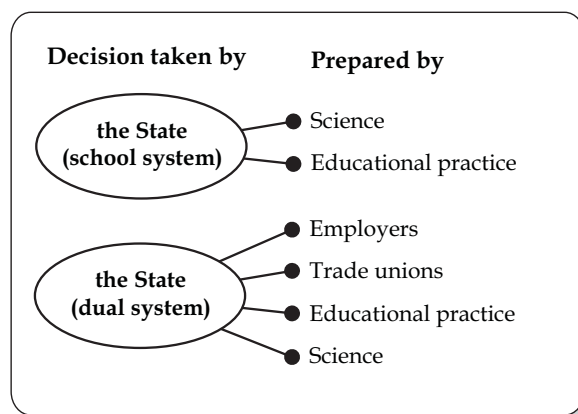 Decision taken by
Prepared by
the State
(school system)
Science
Educational practice
the State
(dual system)
Employers
Trade unions
Educational practice
Science